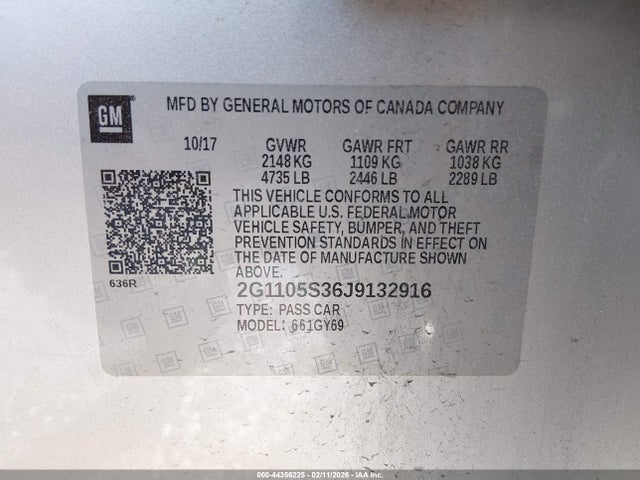 GM
MFD BY GENERAL MOTORS OF CANADA COMPANY
10/17 GVWR GAWR FRT GAWR RR
2148 KG 1109 KG 1038 KG
4735 LB 2446 LB 2289 LB
THIS VEHICLE CONFORMS TO ALL
APPLICABLE U.S. FEDERAL MOTOR
VEHICLE SAFETY, BUMPER, AND THEFT
PREVENTION STANDARDS IN EFFECT ON
THE DATE OF MANUFACTURE SHOWN
ABOVE.
636R
2G1105S36J9132916
TYPE: PASS CAR
MODEL: 661GY69
000-44356225 - 02/11/2026 - IAAI.COM